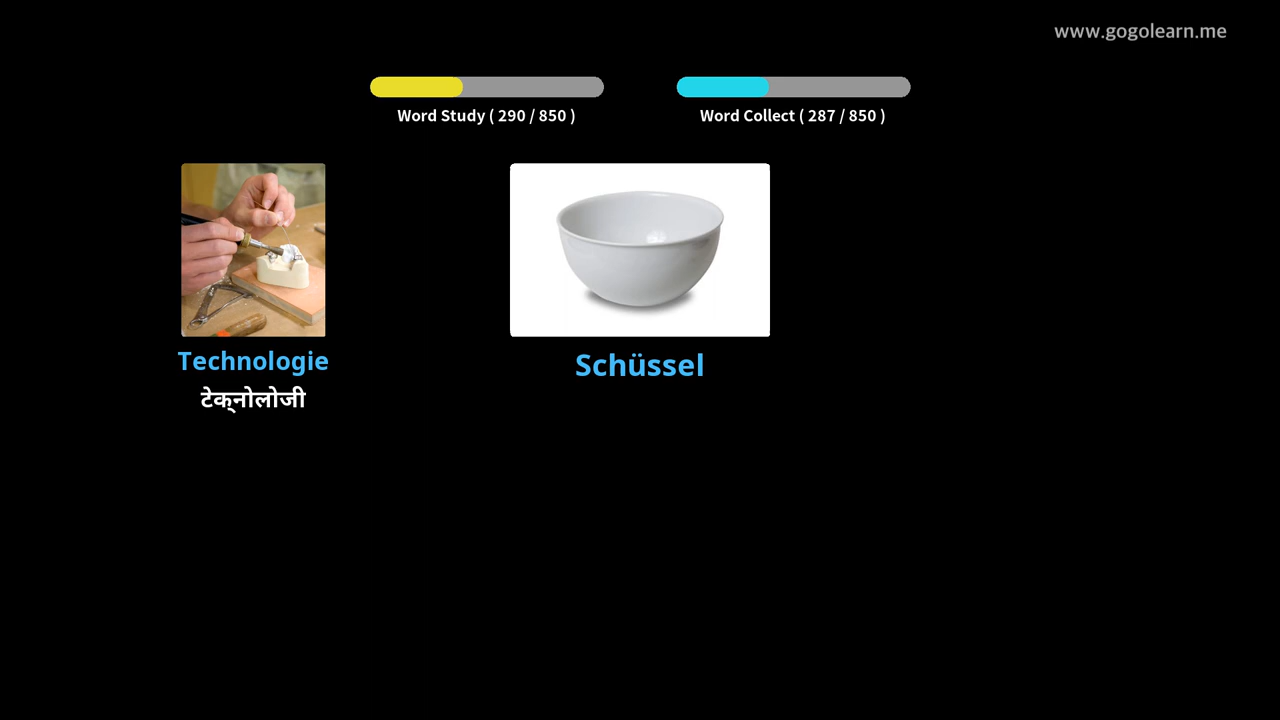 www.gogolearn.me
Word Study ( 290 / 850 )
Word Collect ( 287 / 850 )
Technologie
टेक्नोलोजी
Schüssel